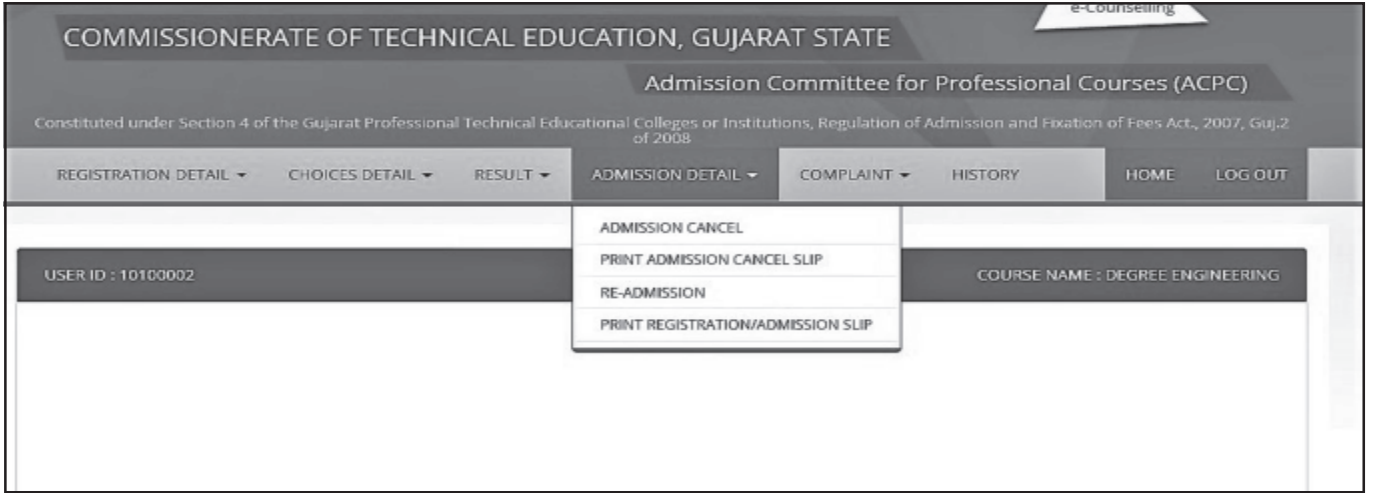 e-Counselling
COMMISSIONERATE OF TECHNICAL EDUCATION, GUJARAT STATE
Admission Committee for Professional Courses (ACPC)
Constituted under Section 4 of the Gujarat Professional Technical Educational Colleges or Institutions, Regulation of Admission and Fixation of Fees Act., 2007, Guj.2
of 2008
REGISTRATION DETAIL CHOICES DETAIL RESULT ADMISSION DETAIL COMPLAINT HISTORY HOME LOG OUT
ADMISSION CANCEL
PRINT ADMISSION CANCEL SLIP
RE-ADMISSION
PRINT REGISTRATION/ADMISSION SLIP
USER ID : 10100002 COURSE NAME : DEGREE ENGINEERING